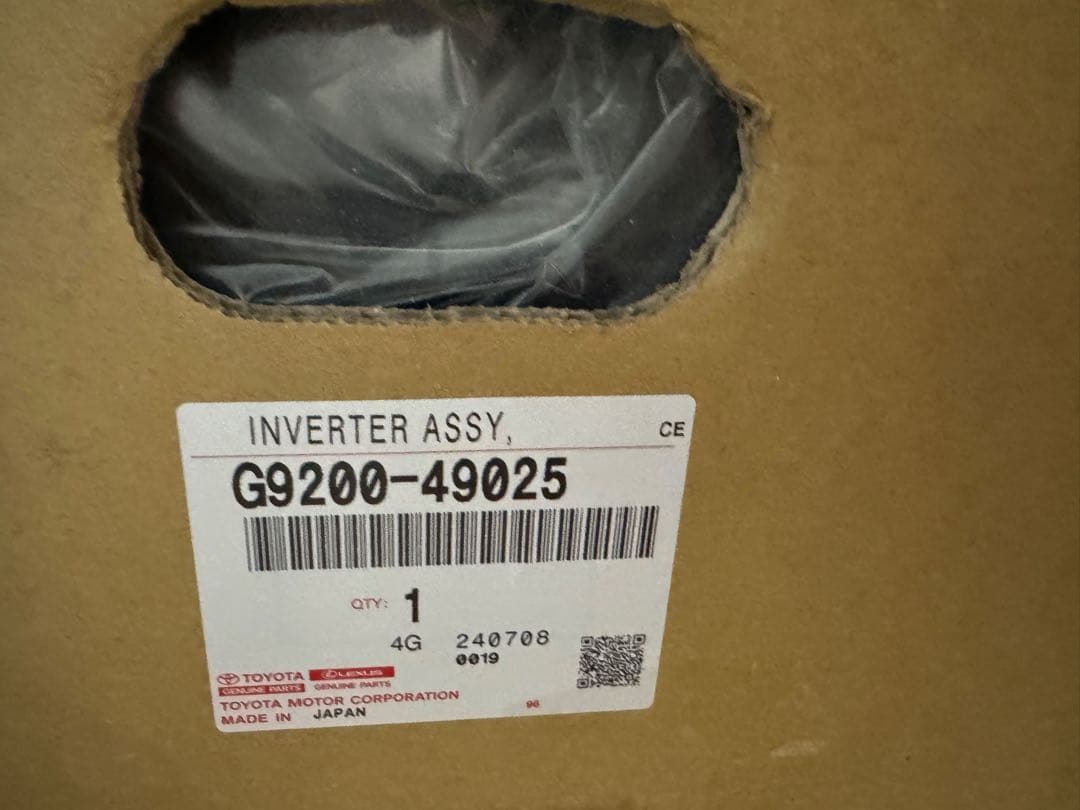 INVERTER ASSY, CE
G9200-49025
QTY: 1
4G 240708
0019
TOYOTA LEXUS
GENUINE PARTS GENUINE PARTS
TOYOTA MOTOR CORPORATION 96
MADE IN JAPAN